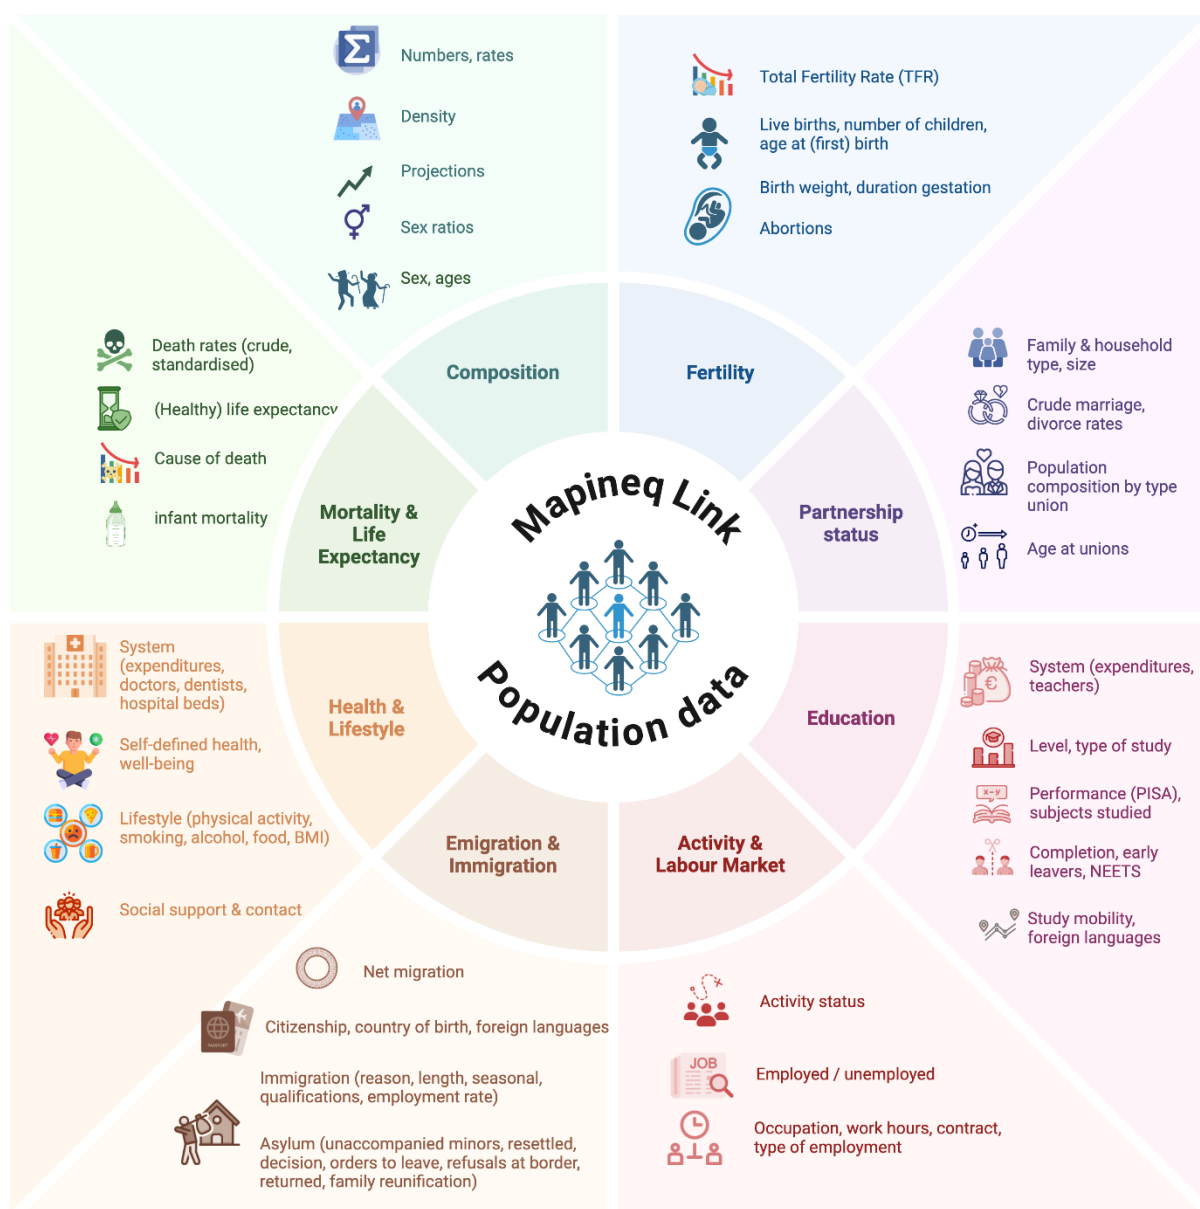 Numbers, rates
Density
Projections
Sex ratios
Sex, ages
Composition
Total Fertility Rate (TFR)
Live births, number of children,
age at (first) birth
Birth weight, duration gestation
Abortions
Fertility
Family & household
type, size
Crude marriage,
divorce rates
Population
composition by type
union
Age at unions
Partnership
status
Death rates (crude,
standardised)
(Healthy) life expectancy
Cause of death
infant mortality
Mortality &
Life
Expectancy
Mapineq Link
Population data
System
(expenditures,
doctors, dentists,
hospital beds)
Self-defined health,
well-being
Lifestyle (physical activity,
smoking, alcohol, food, BMI)
Social support & contact
Health &
Lifestyle
Education
System (expenditures,
teachers)
€
Level, type of study
x-y
Performance (PISA),
subjects studied
Completion, early
leavers, NEETS
Study mobility,
foreign languages
Emigration &
Immigration
Net migration
PASSPORT
Citizenship, country of birth, foreign languages
Immigration (reason, length, seasonal,
qualifications, employment rate)
Asylum (unaccompanied minors, resettled,
decision, orders to leave, refusals at border,
returned, family reunification)
Activity &
Labour Market
Activity status
JOB
Employed / unemployed
Occupation, work hours, contract,
type of employment